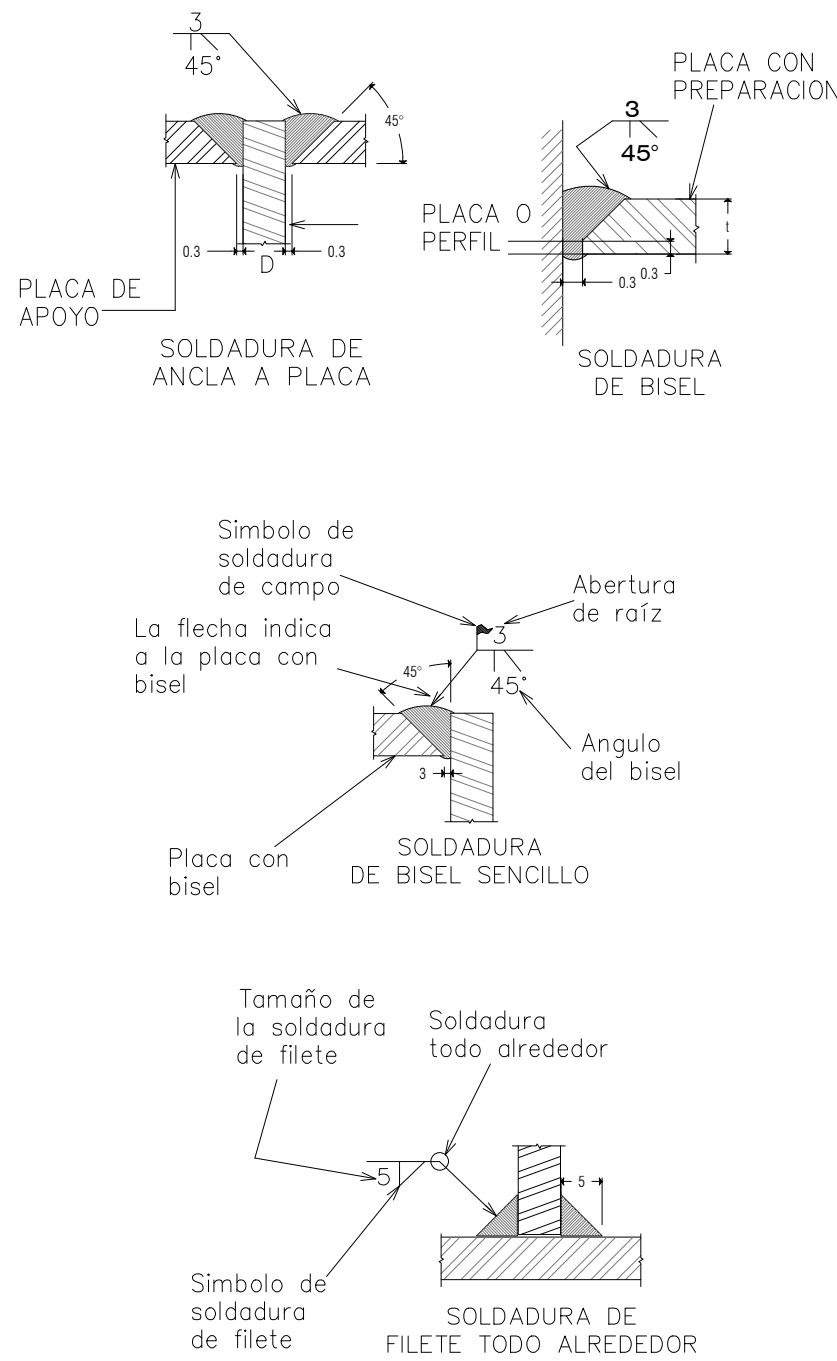 3
45°
45°
0.3
D
0.3
PLACA DE
APOYO
SOLDADURA DE
ANCLA A PLACA
PLACA CON
PREPARACION
3
45°
PLACA O
PERFIL
t
0.3
0.3
SOLDADURA
DE BISEL
Simbolo de
soldadura
de campo
Abertura
de raíz
3
La flecha indica
a la placa con
bisel
45°
45°
Angulo
del bisel
3
Placa con
bisel
SOLDADURA
DE BISEL SENCILLO
Tamaño de
la soldadura
de filete
Soldadura
todo alrededor
5
5
Simbolo de
soldadura
de filete
SOLDADURA DE
FILETE TODO ALREDEDOR